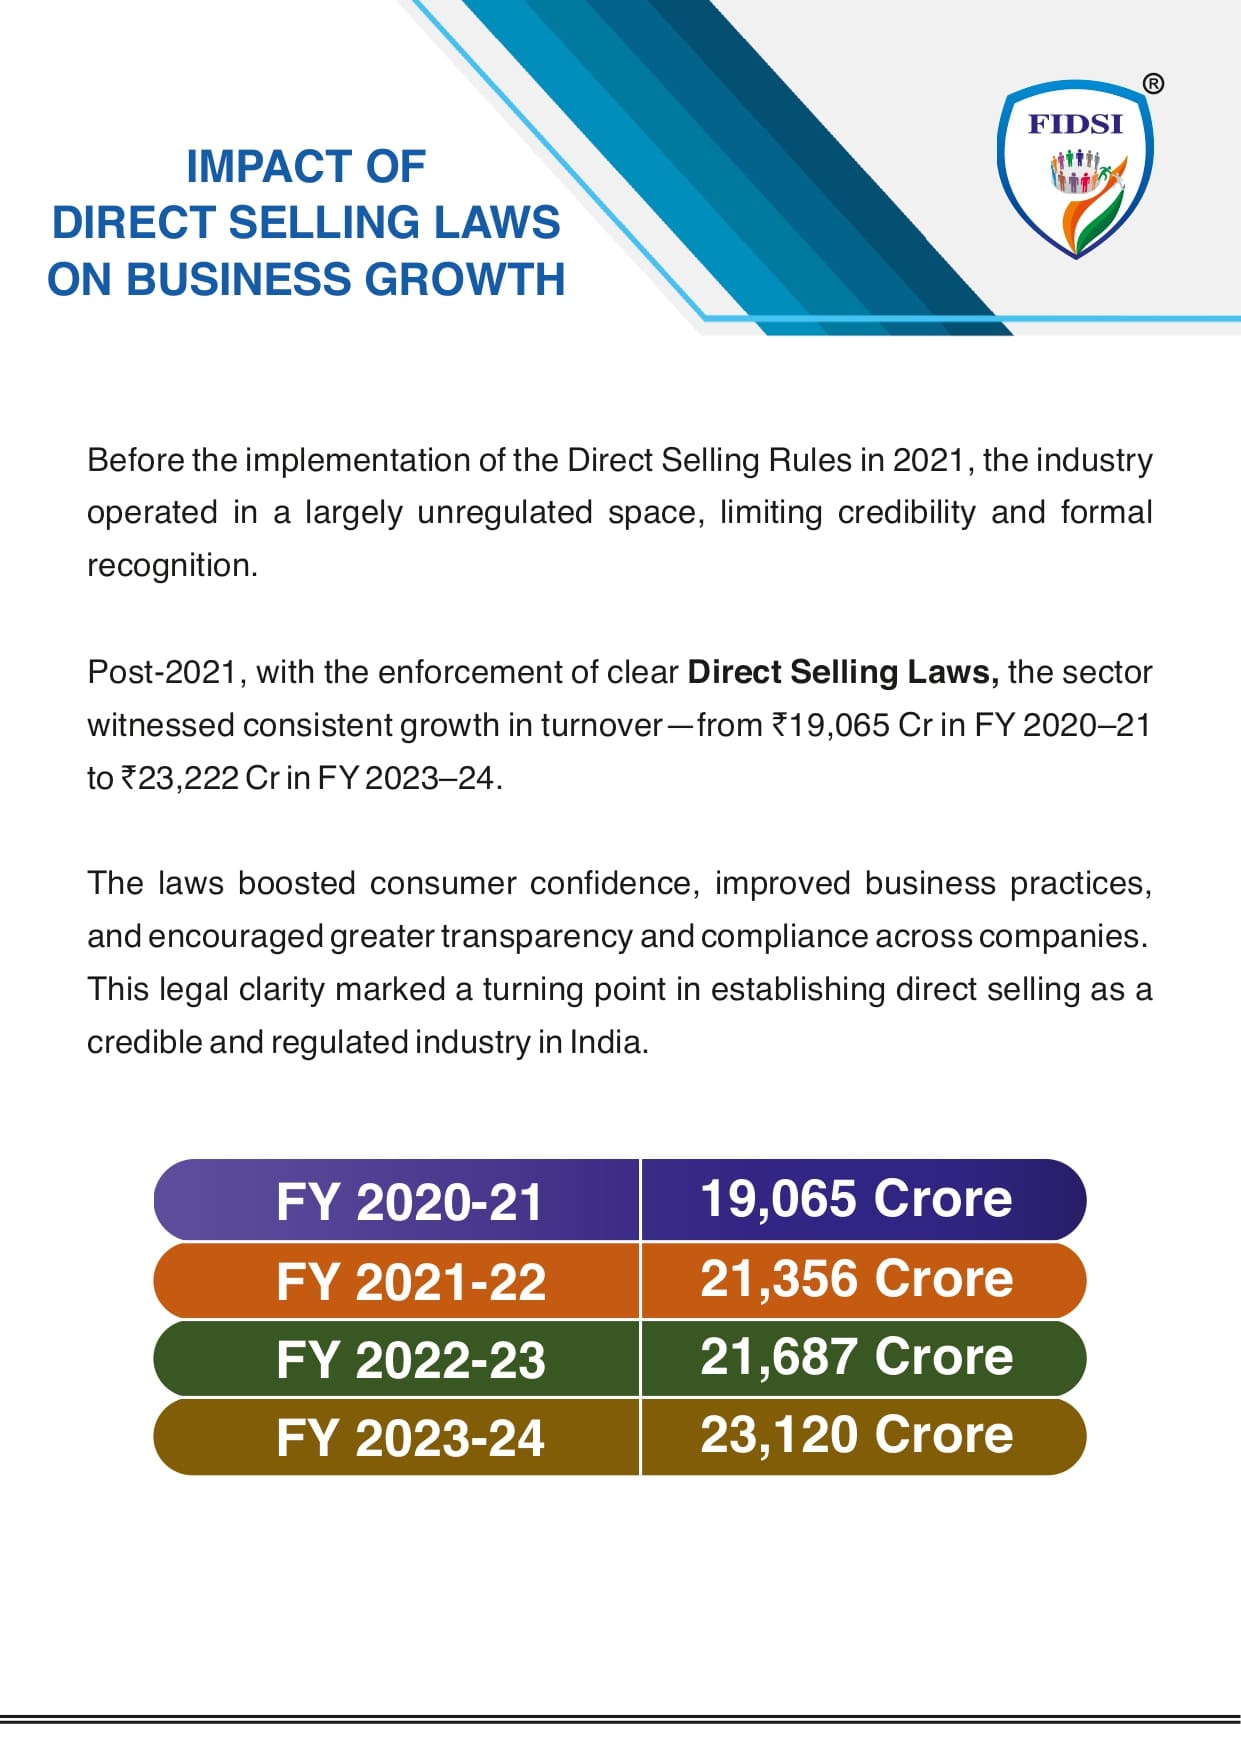 ®
FIDSI
IMPACT OF
DIRECT SELLING LAWS
ON BUSINESS GROWTH
Before the implementation of the Direct Selling Rules in 2021, the industry
operated in a largely unregulated space, limiting credibility and formal
recognition.
Post-2021, with the enforcement of clear Direct Selling Laws, the sector
witnessed consistent growth in turnover—from ₹19,065 Cr in FY 2020–21
to ₹23,222 Cr in FY 2023–24.
The laws boosted consumer confidence, improved business practices,
and encouraged greater transparency and compliance across companies.
This legal clarity marked a turning point in establishing direct selling as a
credible and regulated industry in India.
FY 2020-21 19,065 Crore
FY 2021-22 21,356 Crore
FY 2022-23 21,687 Crore
FY 2023-24 23,120 Crore